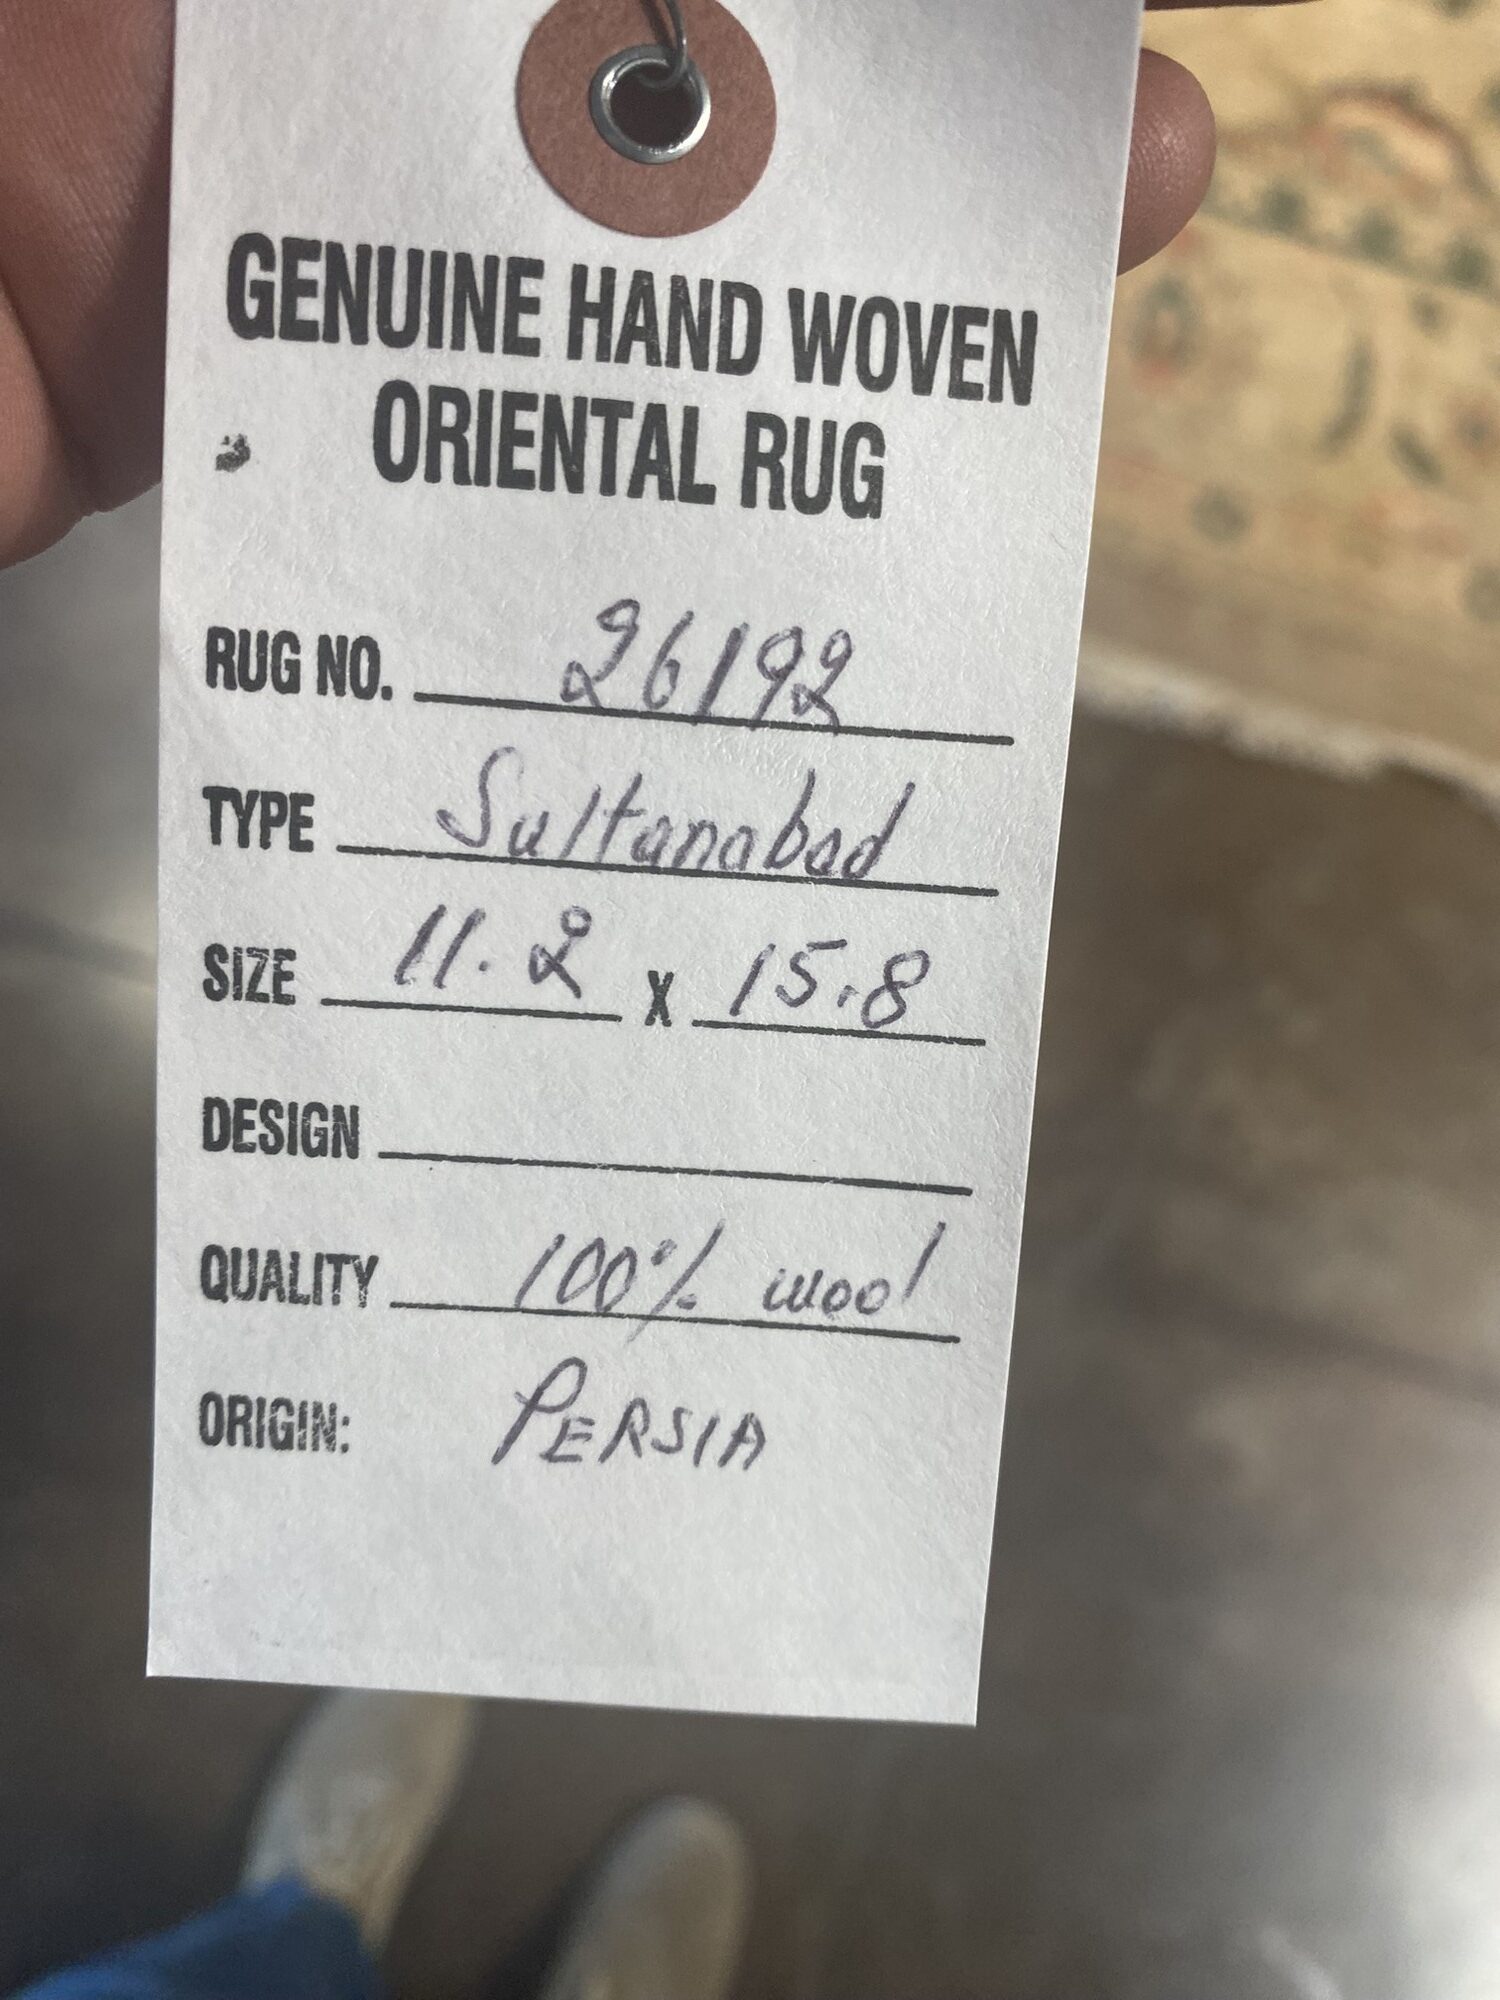 GENUINE HAND WOVEN
ORIENTAL RUG
RUG NO. 26192
TYPE Sultanabad
SIZE 11.2 X 15.8
DESIGN
QUALITY 100% wool
ORIGIN: PERSIA